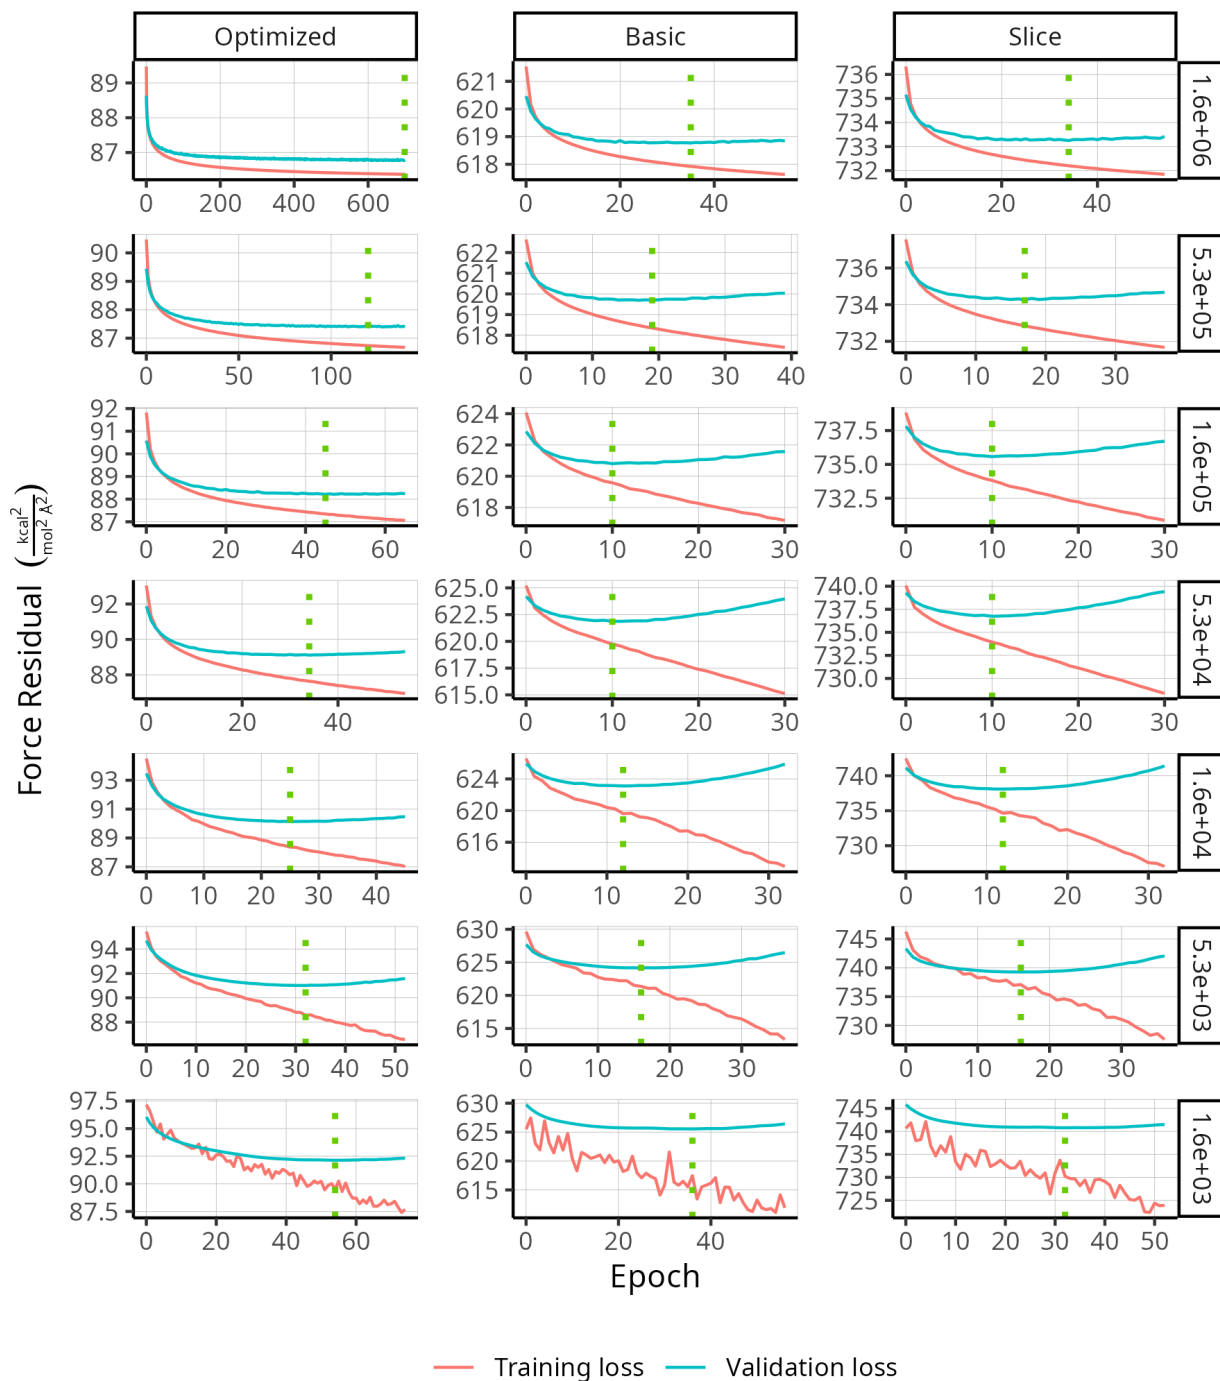 Optimized Basic Slice
89 88 87
0 200 400 600
621 620 619 618
0 20 40
736 735 734 733 732
0 20 40
1.6e+06
90 89 88 87
0 50 100
622 621 620 619 618
0 10 20 30 40
736 734 732
0 10 20 30
5.3e+05
92 91 90 89 88 87
0 20 40 60
624 622 620 618
0 10 20 30
737.5 735.0 732.5
0 10 20 30
1.6e+05
92 90 88
0 20 40
625.0 622.5 620.0 617.5 615.0
0 10 20 30
740.0 737.5 735.0 732.5 730.0
0 10 20 30
5.3e+04
93 91 89 87
0 10 20 30 40
624 620 616
0 10 20 30
740 735 730
0 10 20 30
1.6e+04
94 92 90 88
0 10 20 30 40 50
630 625 620 615
0 10 20 30
745 740 735 730
0 10 20 30
5.3e+03
97.5 95.0 92.5 90.0 87.5
0 20 40 60
630 625 620 615
0 20 40
745 740 735 730 725
0 10 20 30 40 50
1.6e+03
Force Residual (kcal² / mol² Å²)
Epoch
Training loss Validation loss